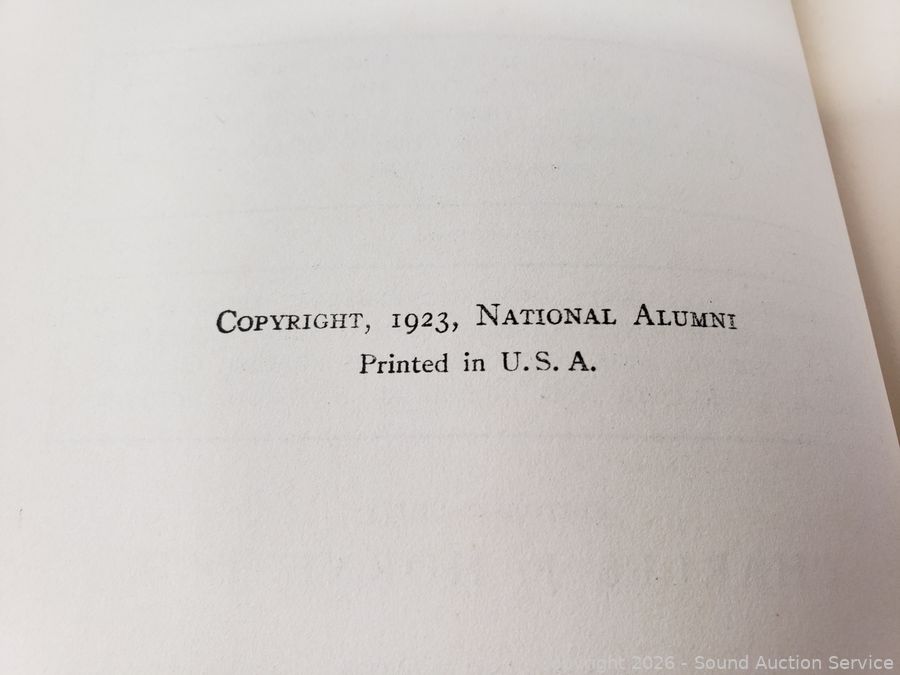 COPYRIGHT, 1923, NATIONAL ALUMNI
Printed in U. S. A.
Copyright 2026 - Sound Auction Service